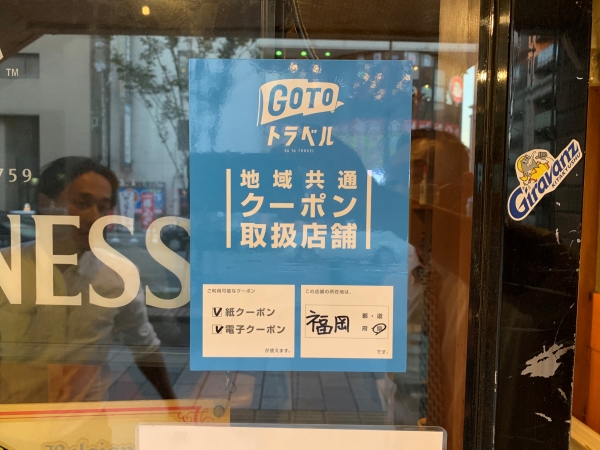 TM
GOTO
トラベル
GO TO TRAVEL
地域共通
クーポン
取扱店舗
759
NESS
Giravanz
KITAKYUSHU
ご利用可能なクーポン
紙クーポン
電子クーポン
が使えます。
この店舗の所在地は、
福岡
都・道
府・県
です。
Belgian